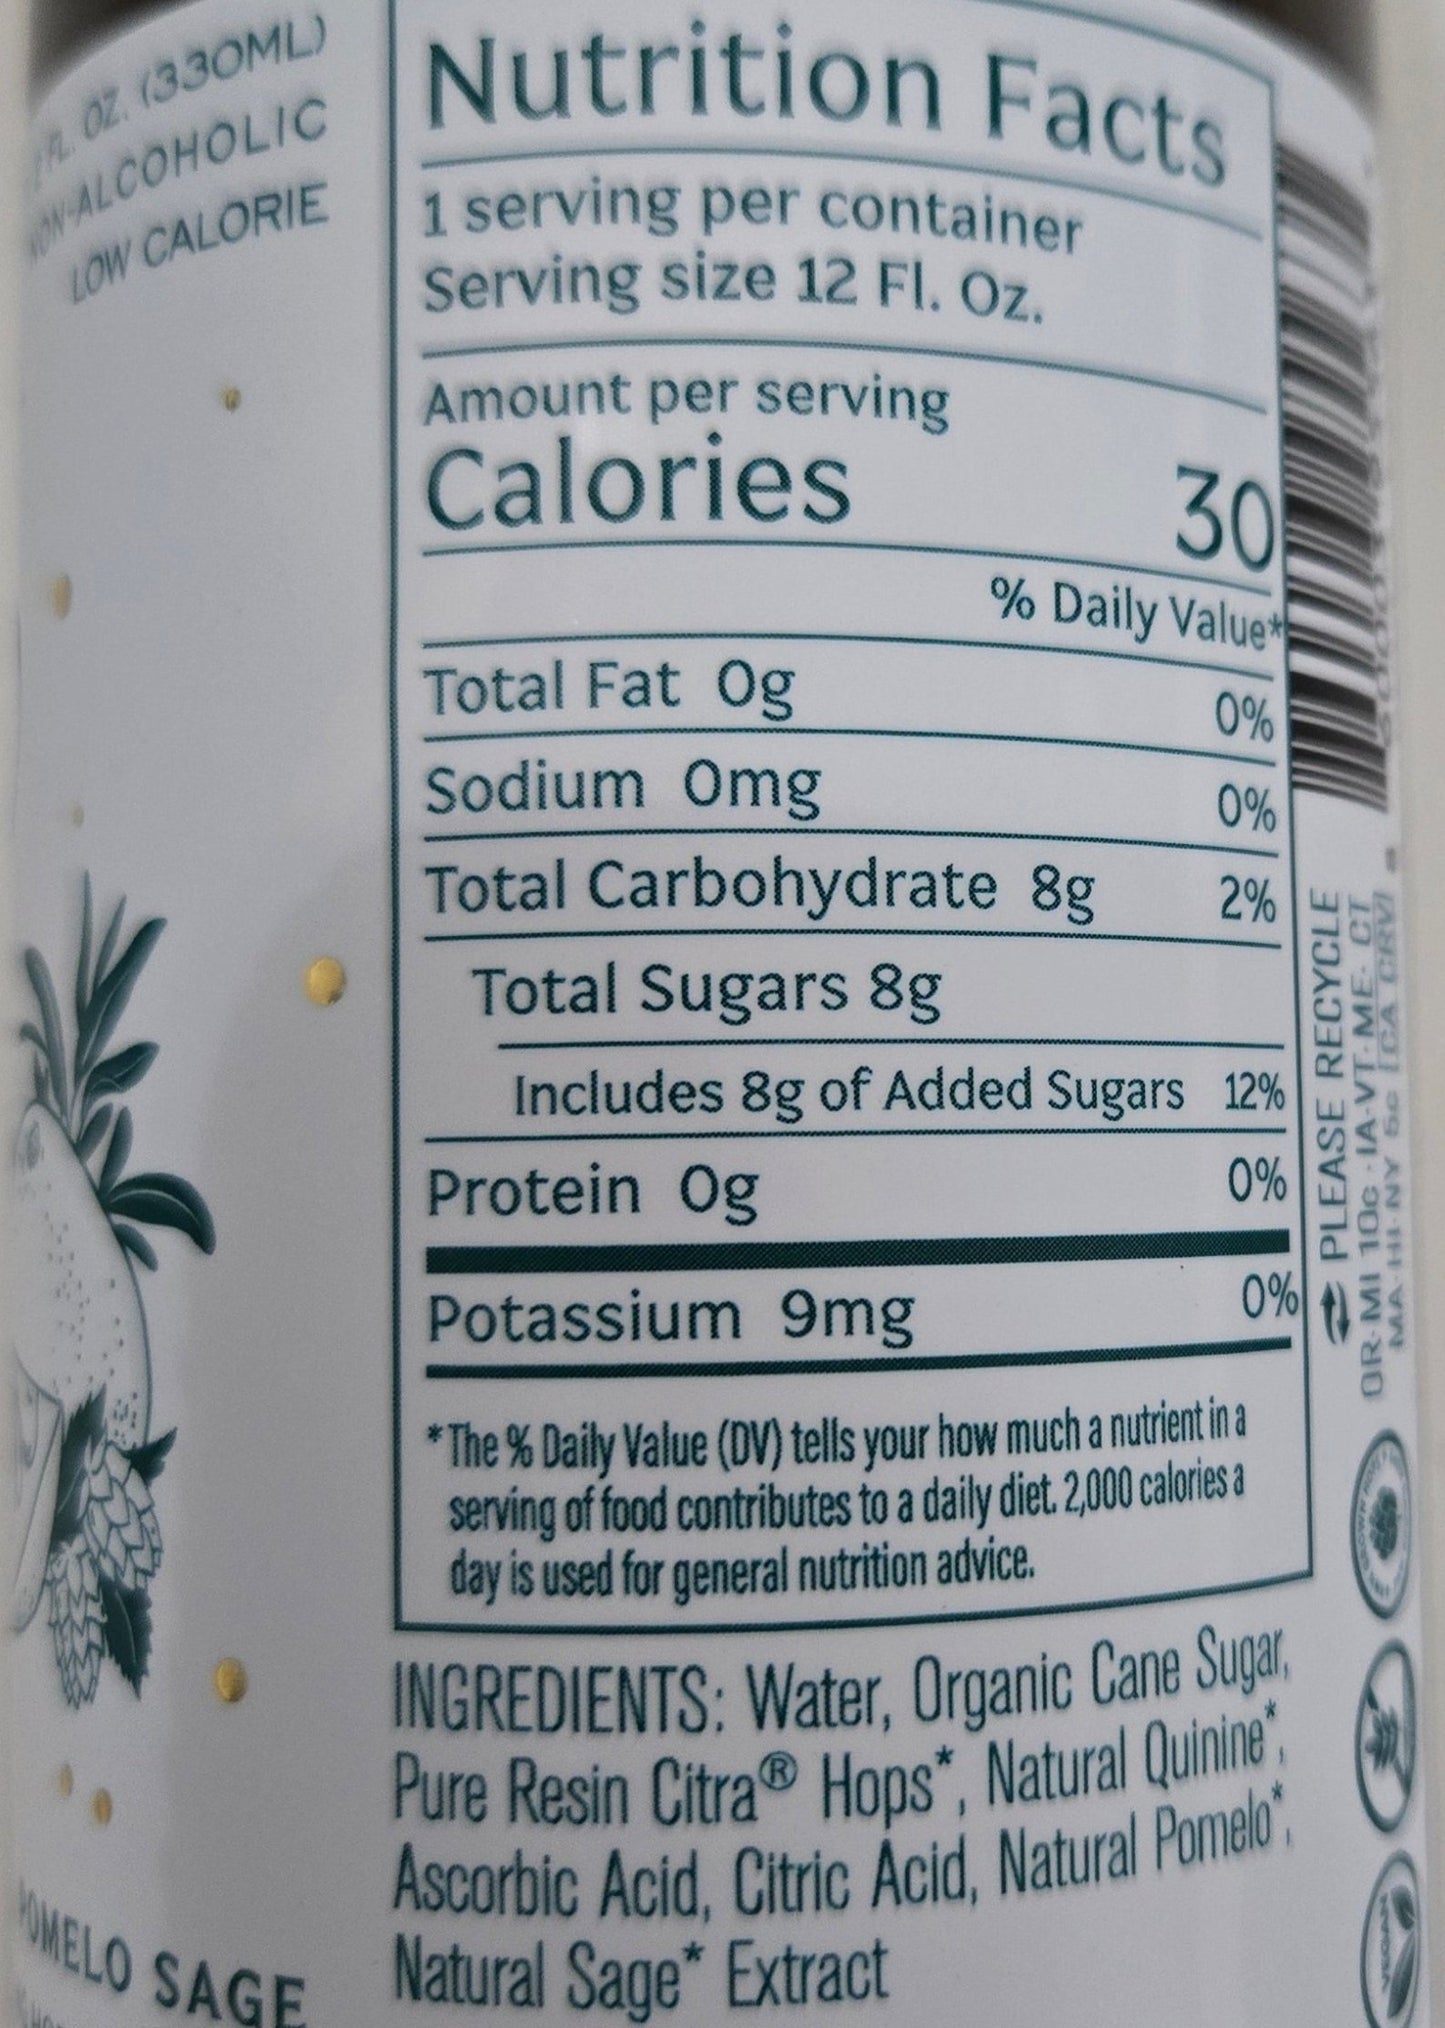 FL. OZ. (330ML)
NON-ALCOHOLIC
LOW CALORIE
Nutrition Facts
1 serving per container
Serving size 12 Fl. Oz.
Amount per serving
Calories 30
% Daily Value*
Total Fat 0g 0%
Sodium 0mg 0%
Total Carbohydrate 8g 2%
Total Sugars 8g
Includes 8g of Added Sugars 12%
Protein 0g 0%
Potassium 9mg 0%
*The % Daily Value (DV) tells your how much a nutrient in a
serving of food contributes to a daily diet. 2,000 calories a
day is used for general nutrition advice.
INGREDIENTS: Water, Organic Cane Sugar,
Pure Resin Citra® Hops*, Natural Quinine*,
Ascorbic Acid, Citric Acid, Natural Pomelo*,
Natural Sage* Extract
POMELO SAGE
PLEASE RECYCLE
OR·MI 10¢·IA·VT·ME·CT
MA·HI·NY 5¢ CA CRV